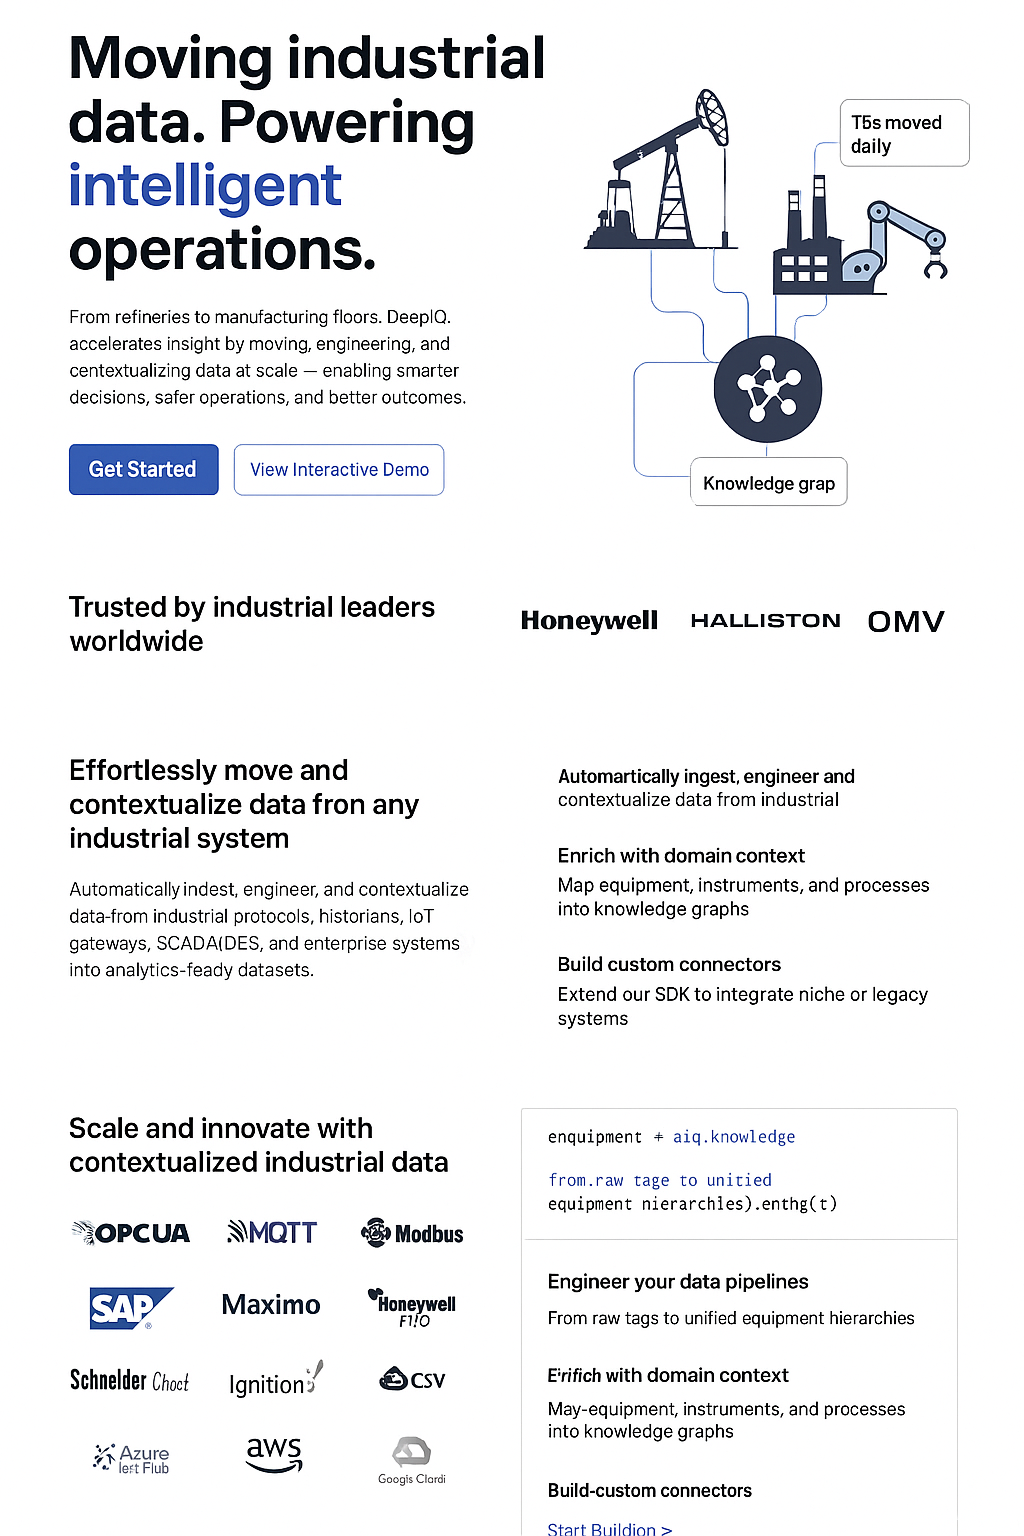 Moving industrial
data. Powering
intelligent
operations.
From refineries to manufacturing floors. DeepIQ.
accelerates insight by moving, engineering, and
centextualizing data at scale — enabling smarter
decisions, safer operations, and better outcomes.
Get Started
View Interactive Demo
moved
daily
Knowledge grap
Trusted by industrial leaders
worldwide
Honeywell
HALLISTON
OMV
Effortlessly move and
contextualize data fron any
industrial system
Automatically indest, engineer, and contextualize
data-from industrial protocols, historians, IoT
gateways, SCADA(DES, and enterprise systems
into analytics-feady datasets.
Automartically ingest, engineer and
contextualize data from industrial
Enrich with domain context
Map equipment, instruments, and processes
into knowledge graphs
Build custom connectors
Extend our SDK to integrate niche or legacy
systems
Scale and innovate with
contextualized industrial data
OPCUA
MQTT
Modbus
SAP
Maximo
Honeywell
Schnelder Choct
Ignition
CSV
Azure
aws
Googis Clardi
enquipment aiq.knowledge
from.raw tage to unitied
equipment nierarchles).enthg(t)
Engineer your data pipelines
From raw tags to unified equipment hierarchies
with domain context
May-equipment, instruments, and processes
into knowledge graphs
Build-custom connectors
Start Buildion >